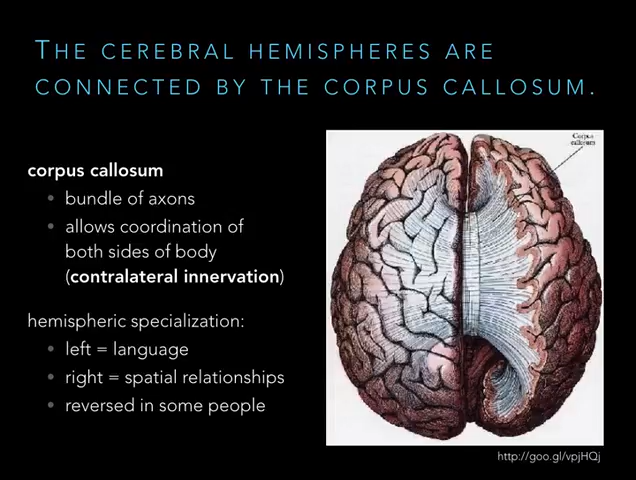 THE CEREBRAL HEMISPHERES ARE
CONNECTED BY THE CORPUS CALLOSUM.
corpus callosum
• bundle of axons
• allows coordination of
both sides of body
(contralateral innervation)
hemispheric specialization:
• left = language
• right = spatial relationships
• reversed in some people
Corpus
callosum
http://goo.gl/vpjHQj